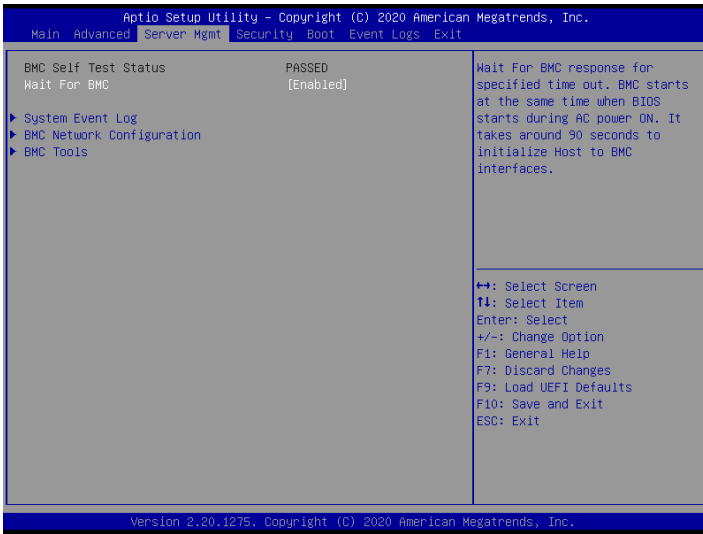 Aptio Setup Utility – Copyright (C) 2020 American Megatrends, Inc.
Main Advanced Server Mgmt Security Boot Event Logs Exit
BMC Self Test Status PASSED
Wait For BMC [Enabled]
System Event Log
BMC Network Configuration
BMC Tools
Wait For BMC response for
specified time out. BMC starts
at the same time when BIOS
starts during AC power ON. It
takes around 90 seconds to
initialize Host to BMC
interfaces.
↔: Select Screen
↑↓: Select Item
Enter: Select
+/-: Change Option
F1: General Help
F7: Discard Changes
F9: Load UEFI Defaults
F10: Save and Exit
ESC: Exit
Version 2.20.1275. Copyright (C) 2020 American Megatrends, Inc.